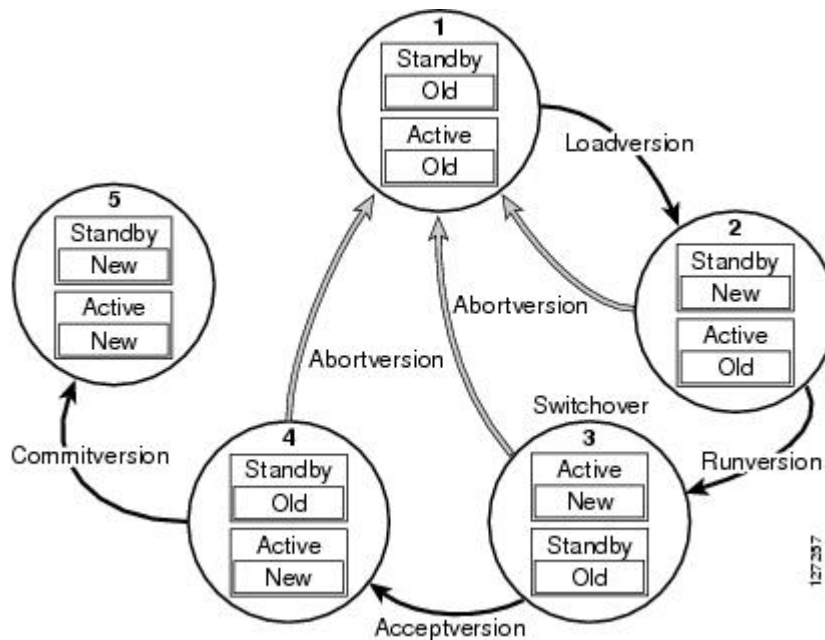 1
Standby
Old
Active
Old
Loadversion
5
Standby
New
Active
New
2
Standby
New
Active
Old
Abortversion
Abortversion
Switchover
Commitversion
4
Standby
Old
Active
New
3
Active
New
Standby
Old
Runversion
Acceptversion
127257